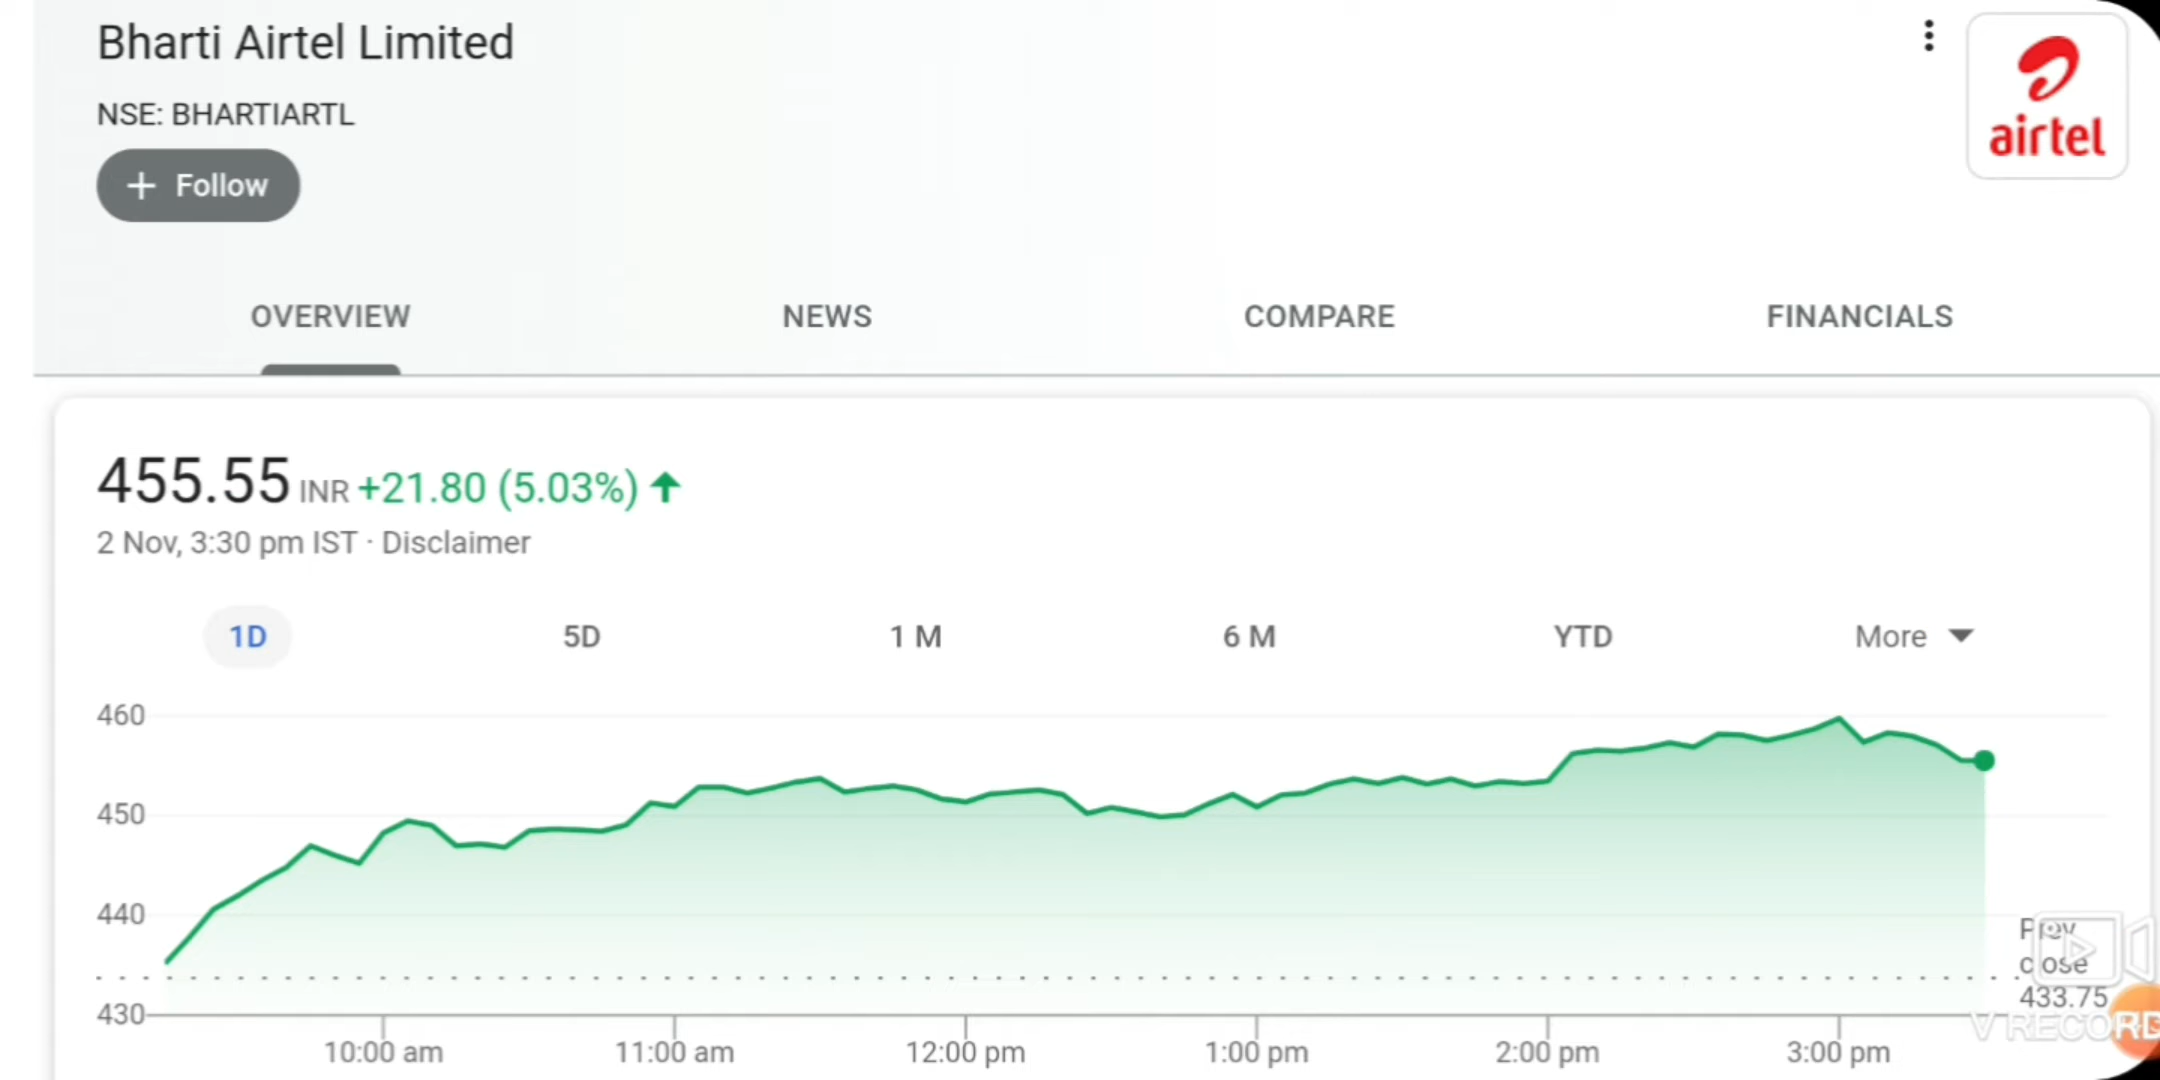 Bharti Airtel Limited
NSE: BHARTIARTL
+ Follow
airtel
OVERVIEW NEWS COMPARE FINANCIALS
455.55 INR +21.80 (5.03%)
2 Nov, 3:30 pm IST · Disclaimer
1D 5D 1 M 6 M YTD More
460
450
440
Prev
close
433.75
430
V RECORD
10:00 am 11:00 am 12:00 pm 1:00 pm 2:00 pm 3:00 pm